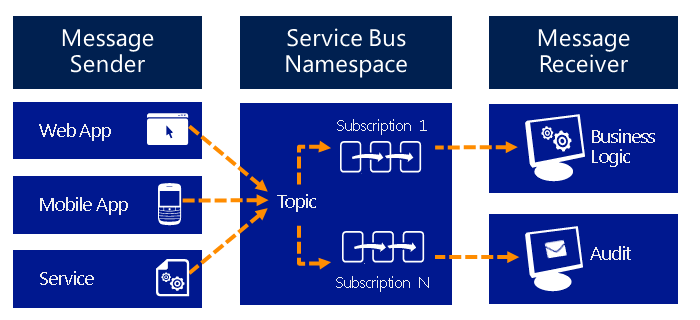 Message
Sender
Service Bus
Namespace
Message
Receiver
Web App
Mobile App
Service
Topic
Subscription 1
Subscription N
Business
Logic
Audit